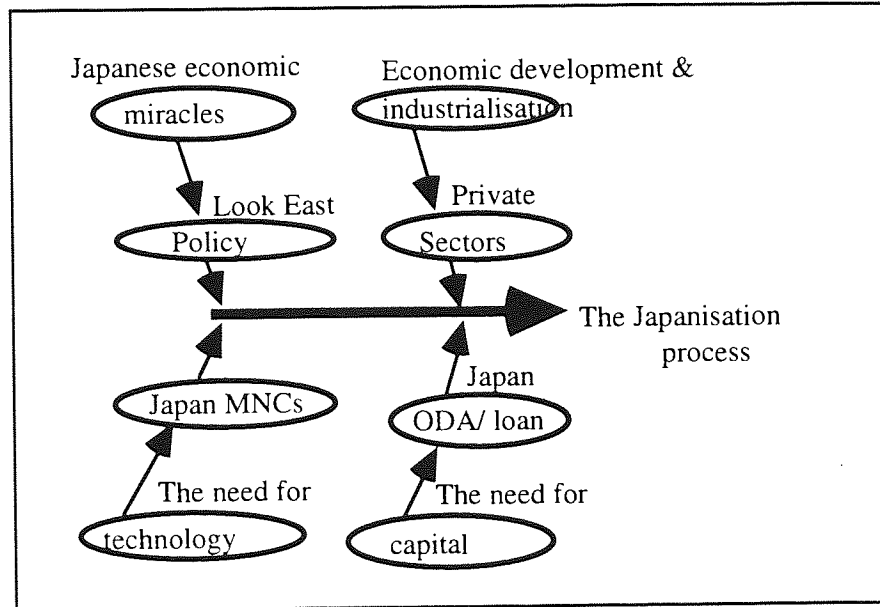 Japanese economic
miracles
Economic development &
industrialisation
Look East
Policy
Private
Sectors
The Japanisation
process
Japan MNCs
Japan
ODA/ loan
The need for
technology
The need for
capital